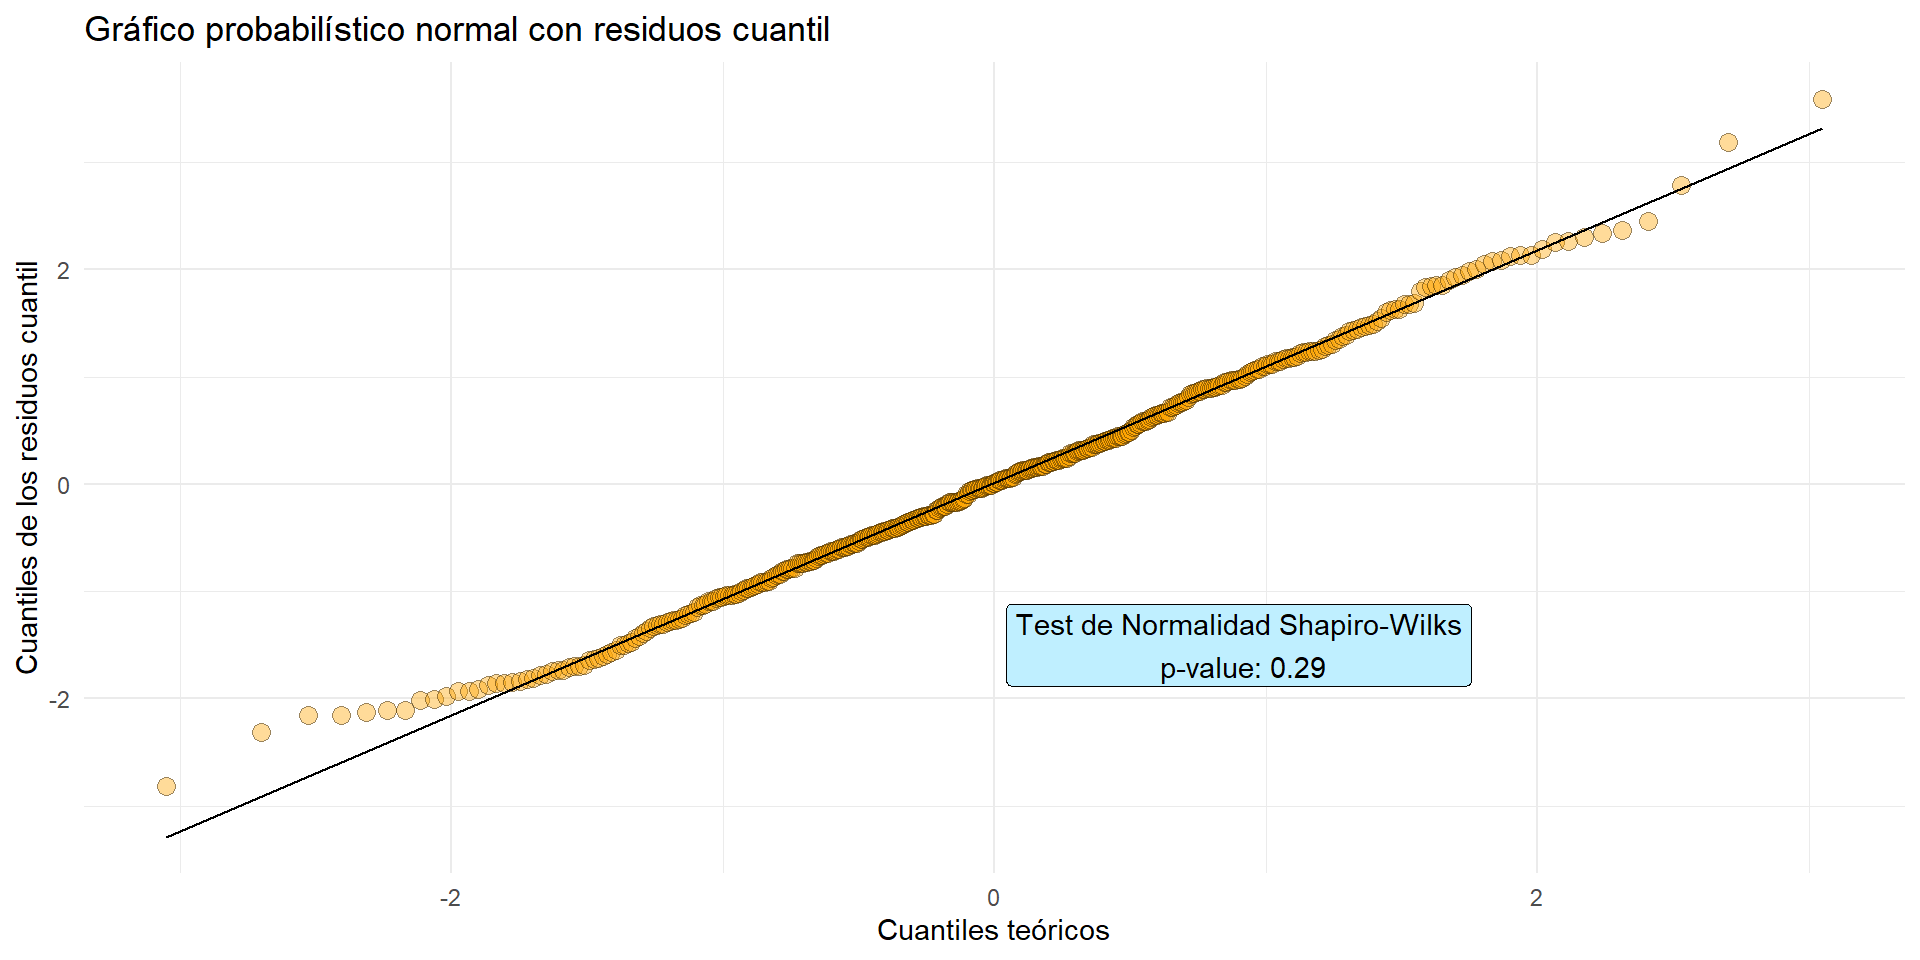 Gráfico probabilístico normal con residuos cuantil
Cuantiles de los residuos cuantil
2
0
-2
Test de Normalidad Shapiro-Wilks
p-value: 0.29
-2
0
2
Cuantiles teóricos